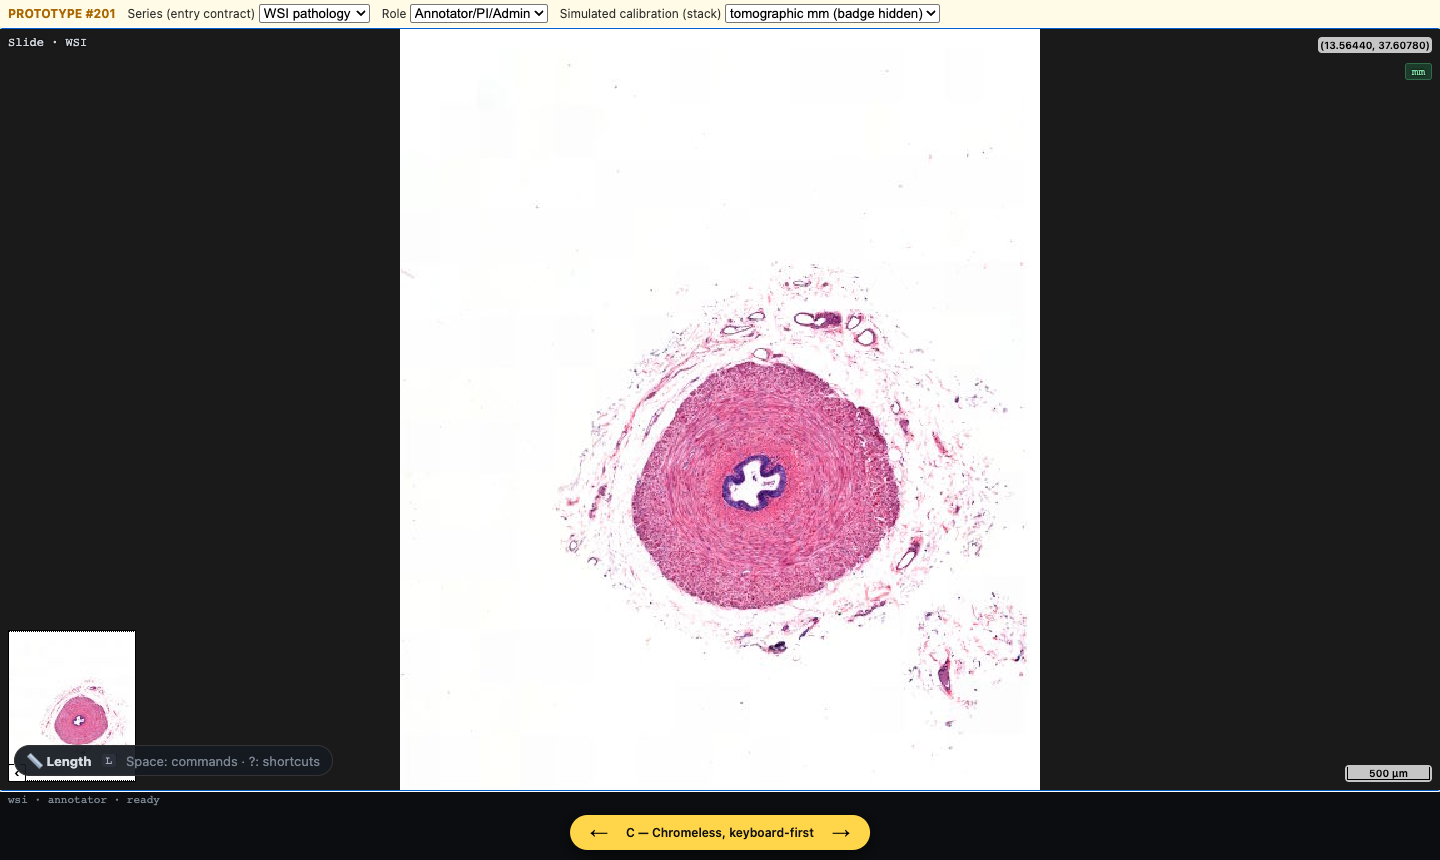 PROTOTYPE #201 Series (entry contract) WSI pathology Role Annotator/PI/Admin Simulated calibration (stack) tomographic mm (badge hidden)
Slide · WSI
(13.56440, 37.60780)
mm
Length L Space: commands · ?: shortcuts
500 µm
wsi · annotator · ready
← C — Chromeless, keyboard-first →